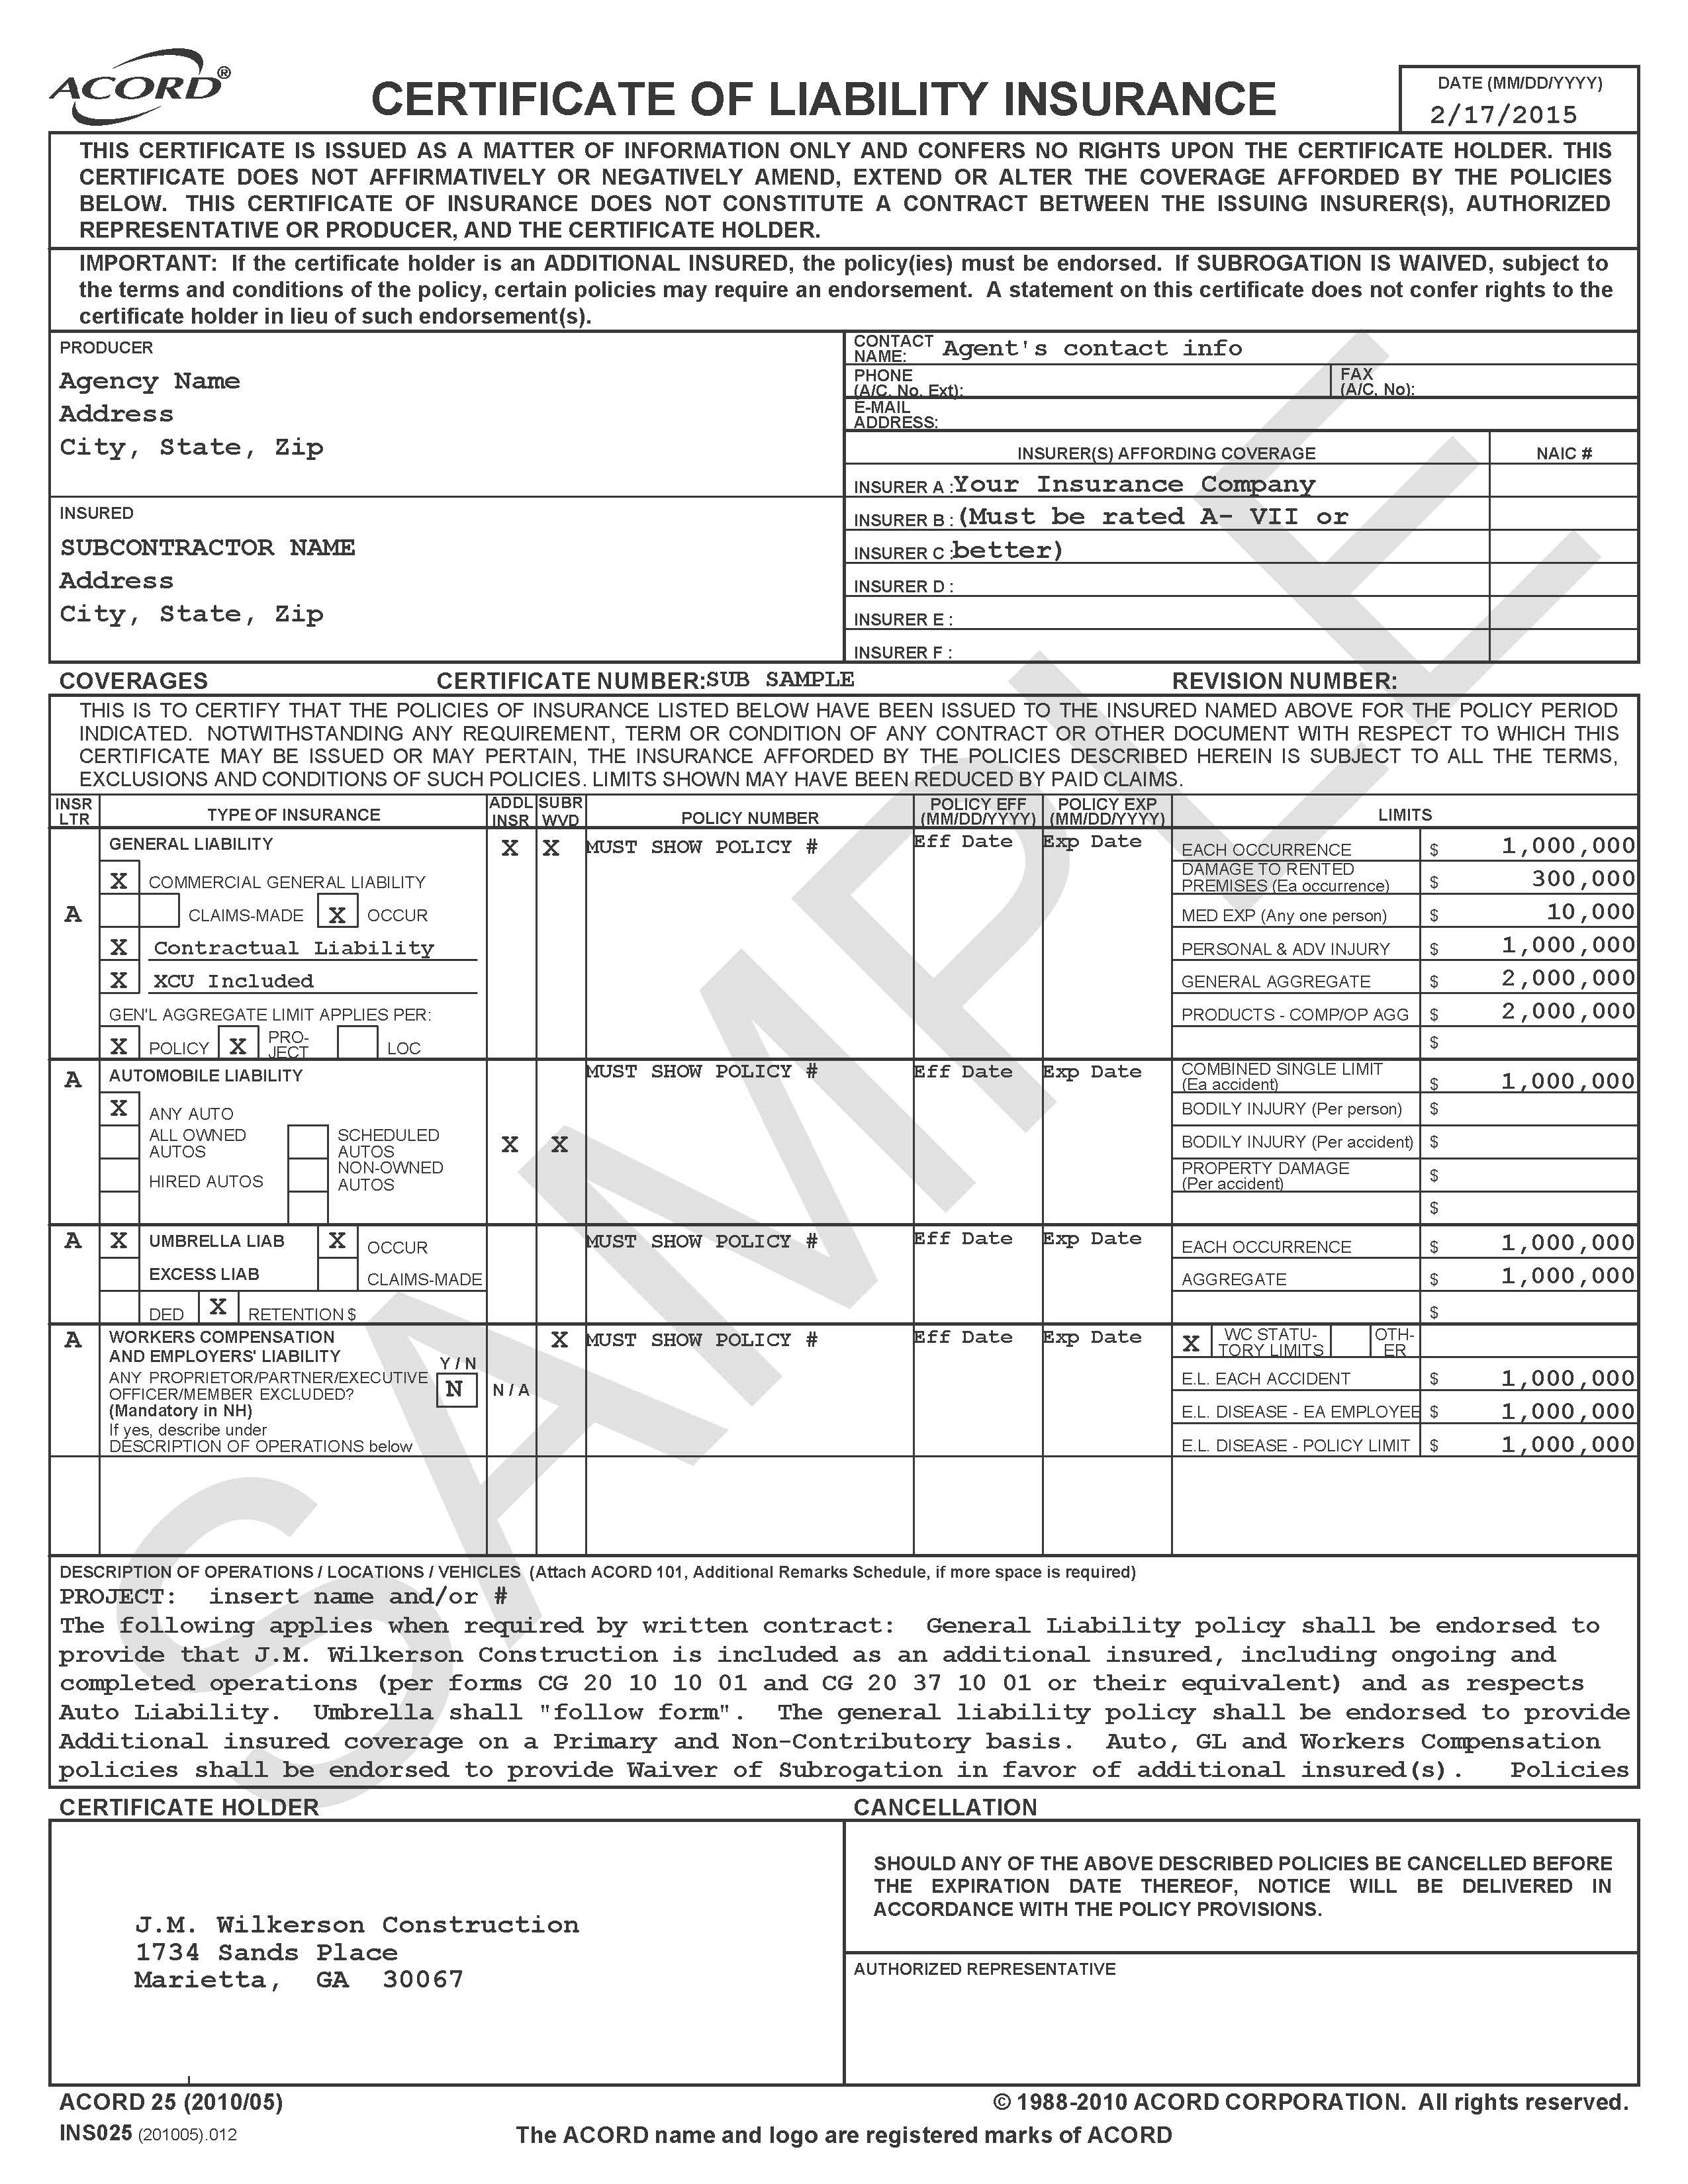 ACORD®
CERTIFICATE OF LIABILITY INSURANCE
DATE (MM/DD/YYYY)
2/17/2015
THIS CERTIFICATE IS ISSUED AS A MATTER OF INFORMATION ONLY AND CONFERS NO RIGHTS UPON THE CERTIFICATE HOLDER. THIS
CERTIFICATE DOES NOT AFFIRMATIVELY OR NEGATIVELY AMEND, EXTEND OR ALTER THE COVERAGE AFFORDED BY THE POLICIES
BELOW. THIS CERTIFICATE OF INSURANCE DOES NOT CONSTITUTE A CONTRACT BETWEEN THE ISSUING INSURER(S), AUTHORIZED
REPRESENTATIVE OR PRODUCER, AND THE CERTIFICATE HOLDER.
IMPORTANT: If the certificate holder is an ADDITIONAL INSURED, the policy(ies) must be endorsed. If SUBROGATION IS WAIVED, subject to
the terms and conditions of the policy, certain policies may require an endorsement. A statement on this certificate does not confer rights to the
certificate holder in lieu of such endorsement(s).
PRODUCER
Agency Name
Address
City, State, Zip
CONTACT NAME: Agent's contact info
PHONE (A/C. No. Ext):
FAX (A/C, No):
E-MAIL ADDRESS:
INSURER(S) AFFORDING COVERAGE NAIC #
INSURER A :Your Insurance Company
INSURER B :(Must be rated A- VII or
INSURER C :better)
INSURER D :
INSURER E :
INSURER F :
INSURED
SUBCONTRACTOR NAME
Address
City, State, Zip
COVERAGES CERTIFICATE NUMBER:SUB SAMPLE REVISION NUMBER:
THIS IS TO CERTIFY THAT THE POLICIES OF INSURANCE LISTED BELOW HAVE BEEN ISSUED TO THE INSURED NAMED ABOVE FOR THE POLICY PERIOD
INDICATED. NOTWITHSTANDING ANY REQUIREMENT, TERM OR CONDITION OF ANY CONTRACT OR OTHER DOCUMENT WITH RESPECT TO WHICH THIS
CERTIFICATE MAY BE ISSUED OR MAY PERTAIN, THE INSURANCE AFFORDED BY THE POLICIES DESCRIBED HEREIN IS SUBJECT TO ALL THE TERMS,
EXCLUSIONS AND CONDITIONS OF SUCH POLICIES. LIMITS SHOWN MAY HAVE BEEN REDUCED BY PAID CLAIMS.
INSR LTR TYPE OF INSURANCE ADDL INSR SUBR WVD POLICY NUMBER POLICY EFF (MM/DD/YYYY) POLICY EXP (MM/DD/YYYY) LIMITS
A GENERAL LIABILITY X X MUST SHOW POLICY # Eff Date Exp Date
X COMMERCIAL GENERAL LIABILITY
CLAIMS-MADE X OCCUR
X Contractual Liability
X XCU Included
GEN'L AGGREGATE LIMIT APPLIES PER:
X POLICY X PRO-JECT LOC
EACH OCCURRENCE $ 1,000,000
DAMAGE TO RENTED PREMISES (Ea occurrence) $ 300,000
MED EXP (Any one person) $ 10,000
PERSONAL & ADV INJURY $ 1,000,000
GENERAL AGGREGATE $ 2,000,000
PRODUCTS - COMP/OP AGG $ 2,000,000
$
A AUTOMOBILE LIABILITY X X MUST SHOW POLICY # Eff Date Exp Date
X ANY AUTO
ALL OWNED AUTOS SCHEDULED AUTOS
HIRED AUTOS NON-OWNED AUTOS
COMBINED SINGLE LIMIT (Ea accident) $ 1,000,000
BODILY INJURY (Per person) $
BODILY INJURY (Per accident) $
PROPERTY DAMAGE (Per accident) $
$
A X UMBRELLA LIAB X OCCUR MUST SHOW POLICY # Eff Date Exp Date
EXCESS LIAB CLAIMS-MADE
DED X RETENTION $
EACH OCCURRENCE $ 1,000,000
AGGREGATE $ 1,000,000
$
A WORKERS COMPENSATION X MUST SHOW POLICY # Eff Date Exp Date
AND EMPLOYERS' LIABILITY Y / N
ANY PROPRIETOR/PARTNER/EXECUTIVE
OFFICER/MEMBER EXCLUDED? N N / A
(Mandatory in NH)
If yes, describe under
DESCRIPTION OF OPERATIONS below
X WC STATU-TORY LIMITS OTH-ER
E.L. EACH ACCIDENT $ 1,000,000
E.L. DISEASE - EA EMPLOYEE $ 1,000,000
E.L. DISEASE - POLICY LIMIT $ 1,000,000
DESCRIPTION OF OPERATIONS / LOCATIONS / VEHICLES (Attach ACORD 101, Additional Remarks Schedule, if more space is required)
PROJECT: insert name and/or #
The following applies when required by written contract: General Liability policy shall be endorsed to
provide that J.M. Wilkerson Construction is included as an additional insured, including ongoing and
completed operations (per forms CG 20 10 10 01 and CG 20 37 10 01 or their equivalent) and as respects
Auto Liability. Umbrella shall "follow form". The general liability policy shall be endorsed to provide
Additional insured coverage on a Primary and Non-Contributory basis. Auto, GL and Workers Compensation
policies shall be endorsed to provide Waiver of Subrogation in favor of additional insured(s). Policies
CERTIFICATE HOLDER
J.M. Wilkerson Construction
1734 Sands Place
Marietta, GA 30067
CANCELLATION
SHOULD ANY OF THE ABOVE DESCRIBED POLICIES BE CANCELLED BEFORE
THE EXPIRATION DATE THEREOF, NOTICE WILL BE DELIVERED IN
ACCORDANCE WITH THE POLICY PROVISIONS.
AUTHORIZED REPRESENTATIVE
ACORD 25 (2010/05) © 1988-2010 ACORD CORPORATION. All rights reserved.
INS025 (201005).012 The ACORD name and logo are registered marks of ACORD
SAMPLE